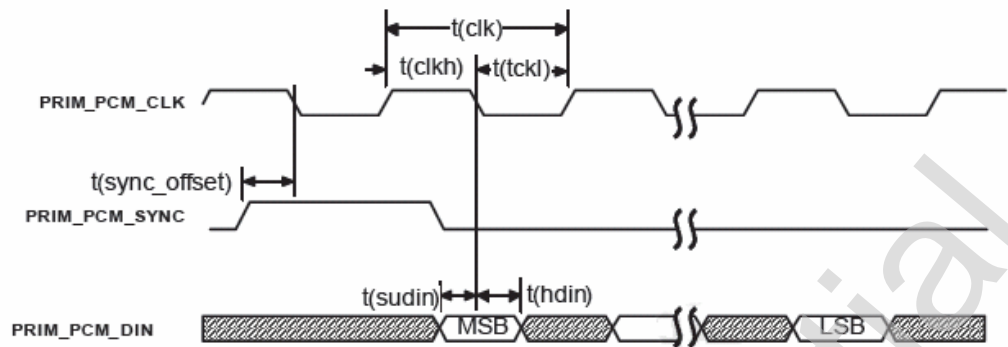 t(clk)
t(clkh)
t(tckl)
PRIM_PCM_CLK
t(sync_offset)
PRIM_PCM_SYNC
t(sudin)
t(hdin)
PRIM_PCM_DIN
MSB
LSB